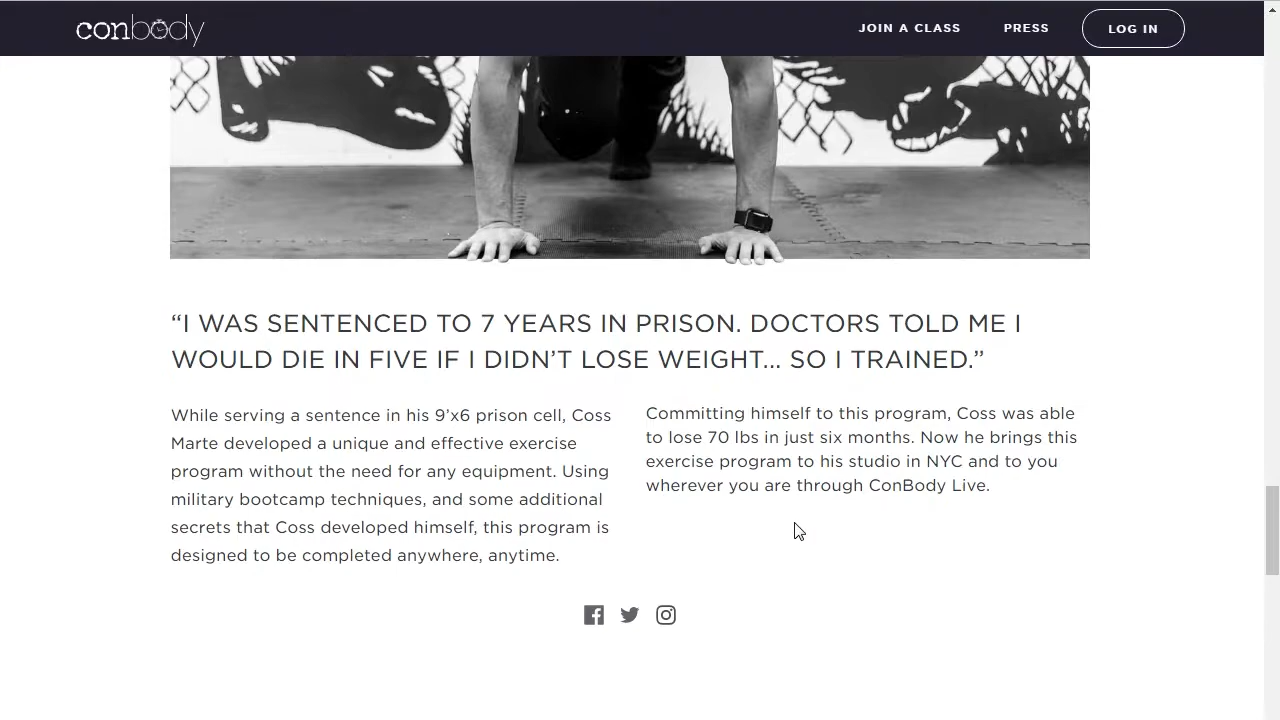 conbody
JOIN A CLASS
PRESS
LOG IN
“I WAS SENTENCED TO 7 YEARS IN PRISON. DOCTORS TOLD ME I
WOULD DIE IN FIVE IF I DIDN’T LOSE WEIGHT... SO I TRAINED.”
While serving a sentence in his 9’x6 prison cell, Coss
Marte developed a unique and effective exercise
program without the need for any equipment. Using
military bootcamp techniques, and some additional
secrets that Coss developed himself, this program is
designed to be completed anywhere, anytime.
Committing himself to this program, Coss was able
to lose 70 lbs in just six months. Now he brings this
exercise program to his studio in NYC and to you
wherever you are through ConBody Live.